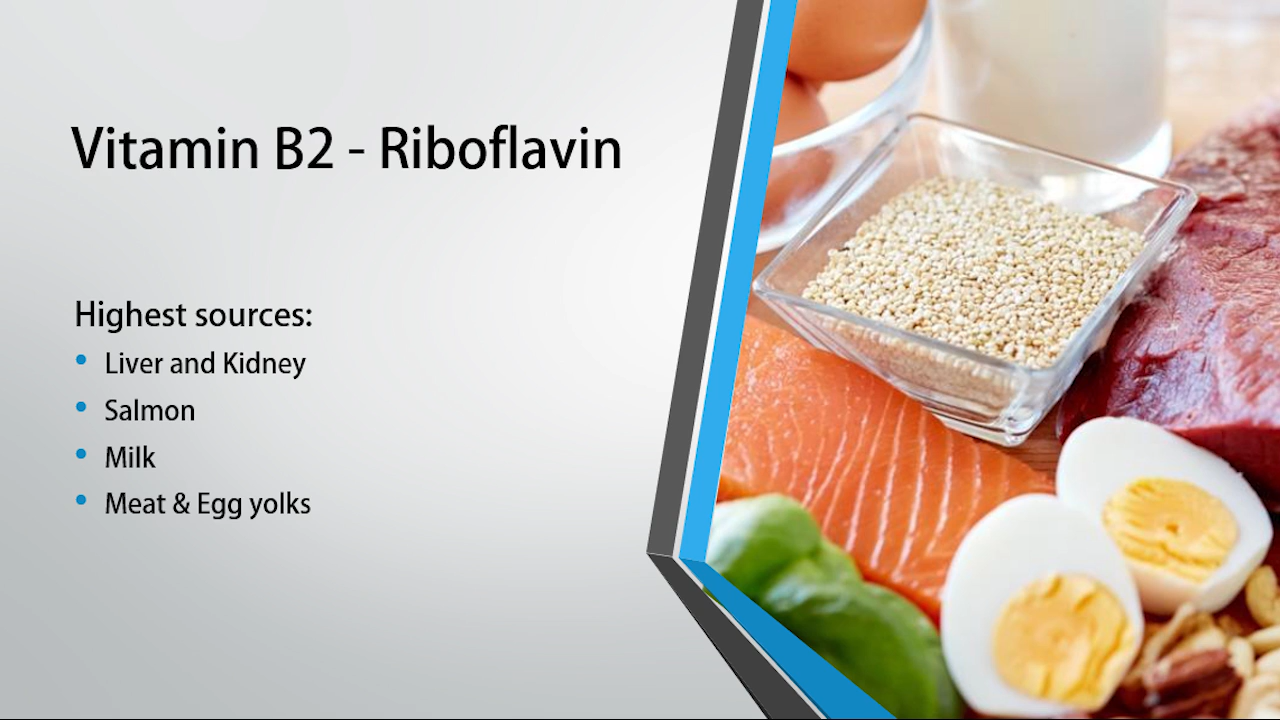 Vitamin B2 - Riboflavin
Highest sources:
• Liver and Kidney
• Salmon
• Milk
• Meat & Egg yolks